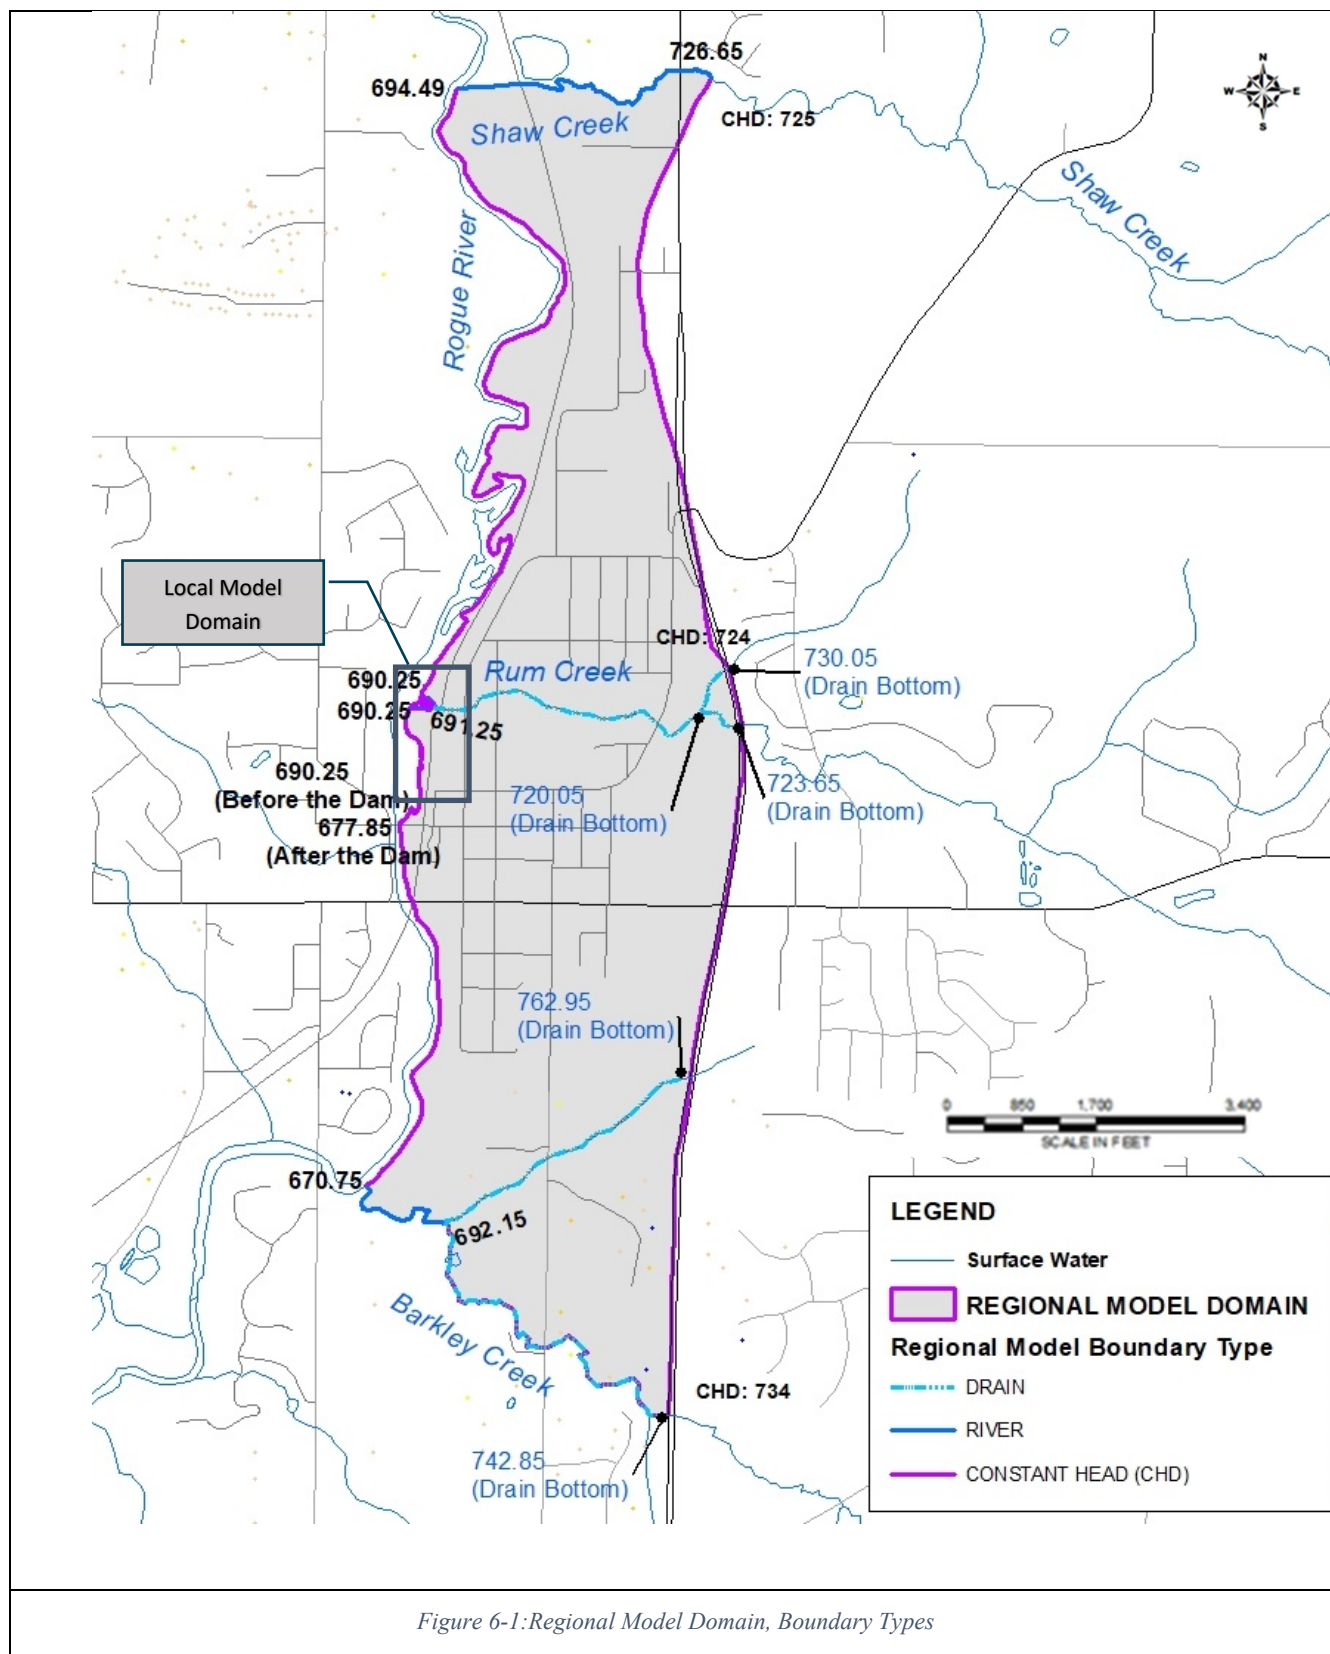 726.65
694.49
N
W
E
S
CHD: 725
Shaw Creek
Shaw Creek
Rogue River
Local Model
Domain
CHD: 724
730.05
(Drain Bottom)
Rum Creek
690.25
690.25
691.25
690.25
(Before the Dam)
677.85
(After the Dam)
720.05
(Drain Bottom)
723.65
(Drain Bottom)
762.95
(Drain Bottom)
0 850 1,700 3,400
SCALE IN FEET
670.75
692.15
Barkley Creek
CHD: 734
742.85
(Drain Bottom)
LEGEND
Surface Water
REGIONAL MODEL DOMAIN
Regional Model Boundary Type
DRAIN
RIVER
CONSTANT HEAD (CHD)
Figure 6-1:Regional Model Domain, Boundary Types